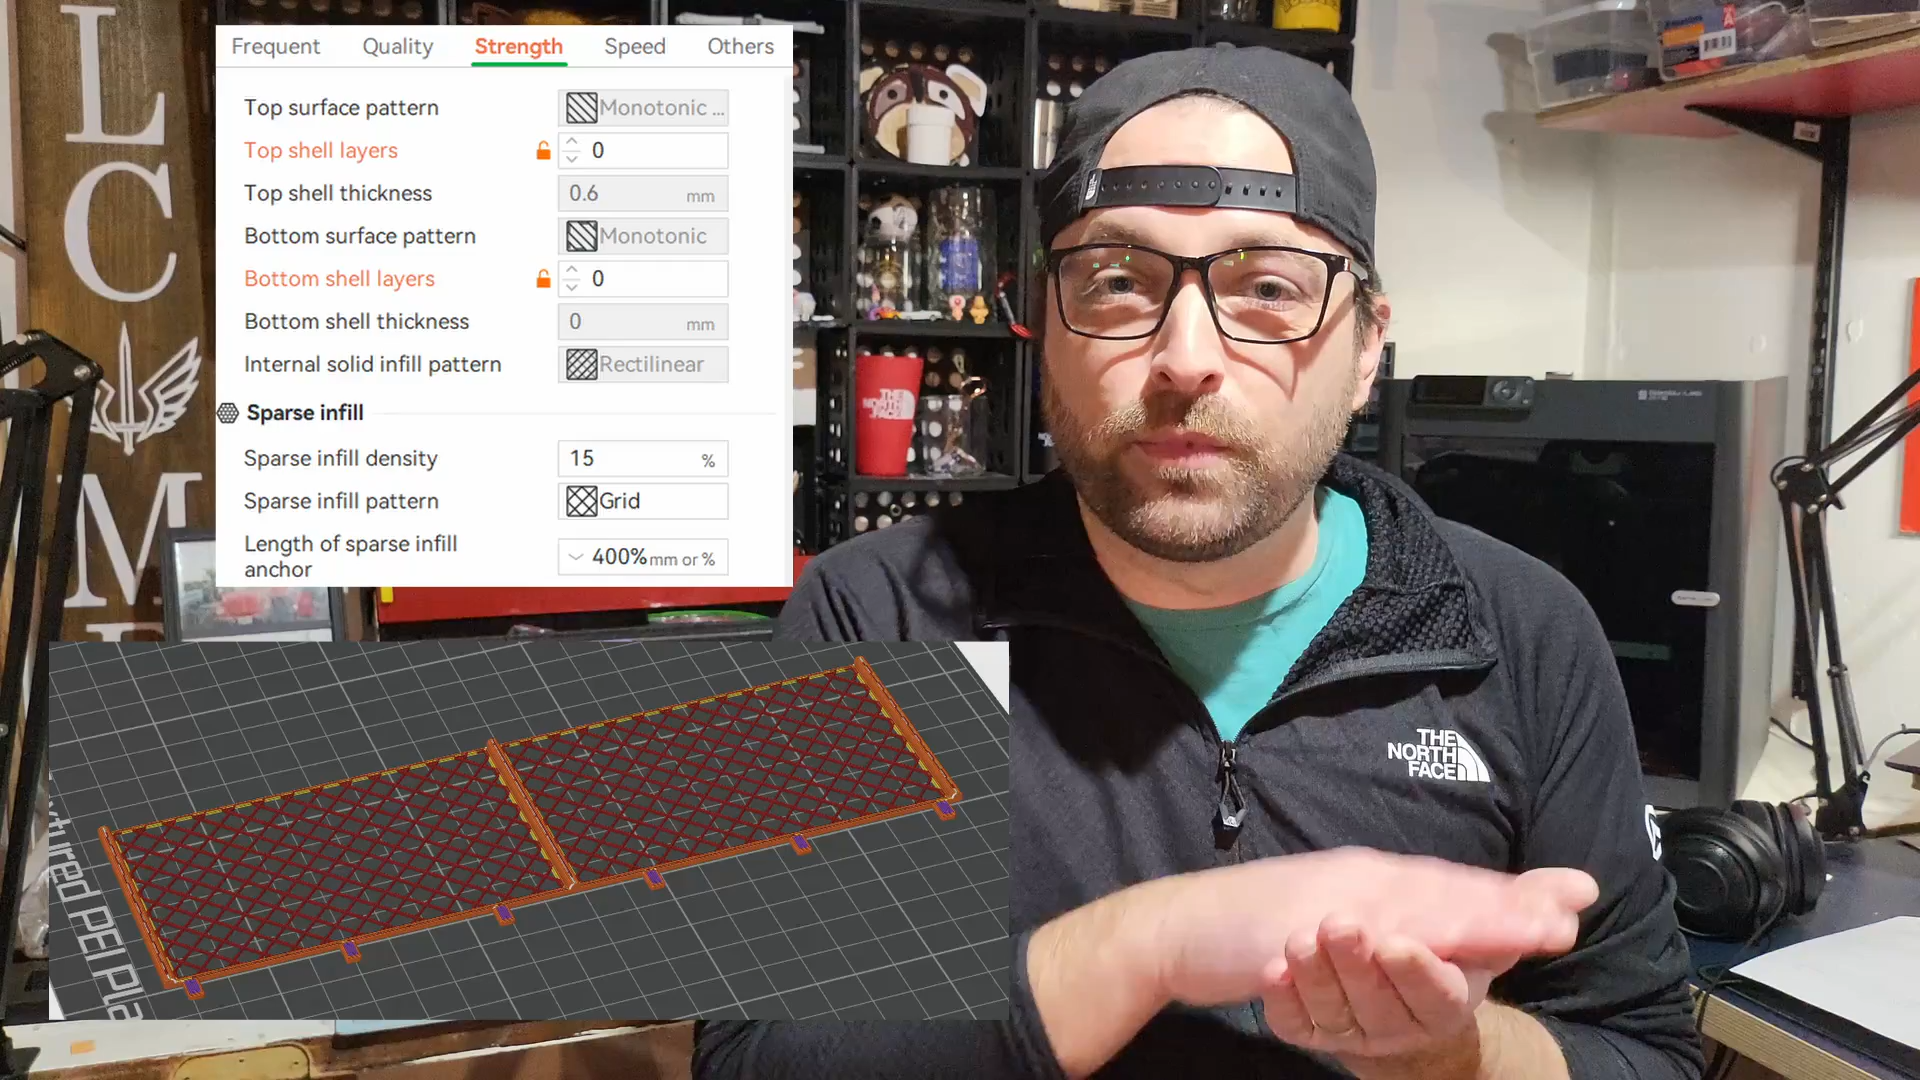 L
C
M
Frequent Quality Strength Speed Others
Top surface pattern Monotonic ...
Top shell layers 0
Top shell thickness 0.6 mm
Bottom surface pattern Monotonic
Bottom shell layers 0
Bottom shell thickness 0 mm
Internal solid infill pattern Rectilinear
Sparse infill
Sparse infill density 15 %
Sparse infill pattern Grid
Length of sparse infill
anchor 400% mm or %
THE
NORTH
FACE
THE
NORTH
FACE